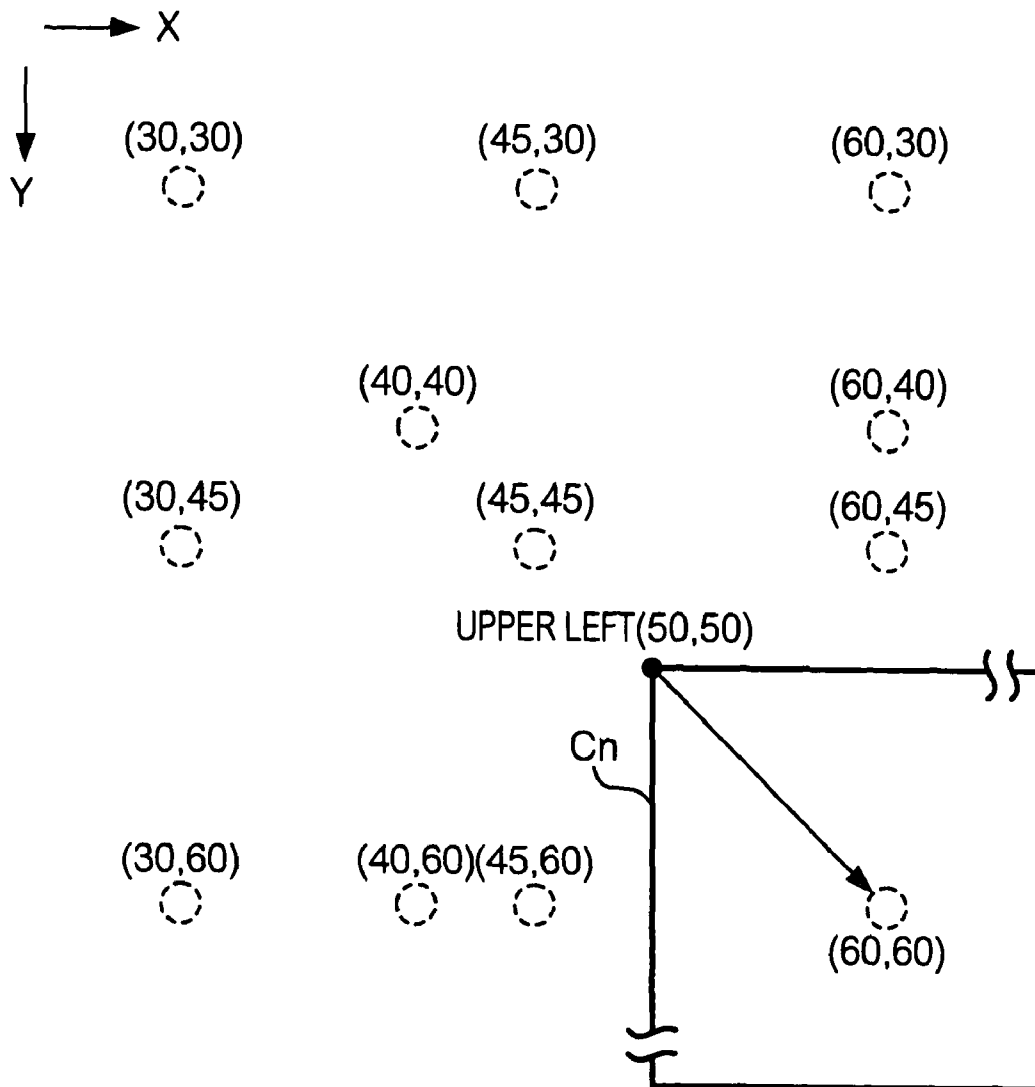 X
Y
(30,30) (45,30) (60,30)
(40,40) (60,40)
(30,45) (45,45) (60,45)
UPPER LEFT(50,50)
Cn
(30,60) (40,60)(45,60)
(60,60)